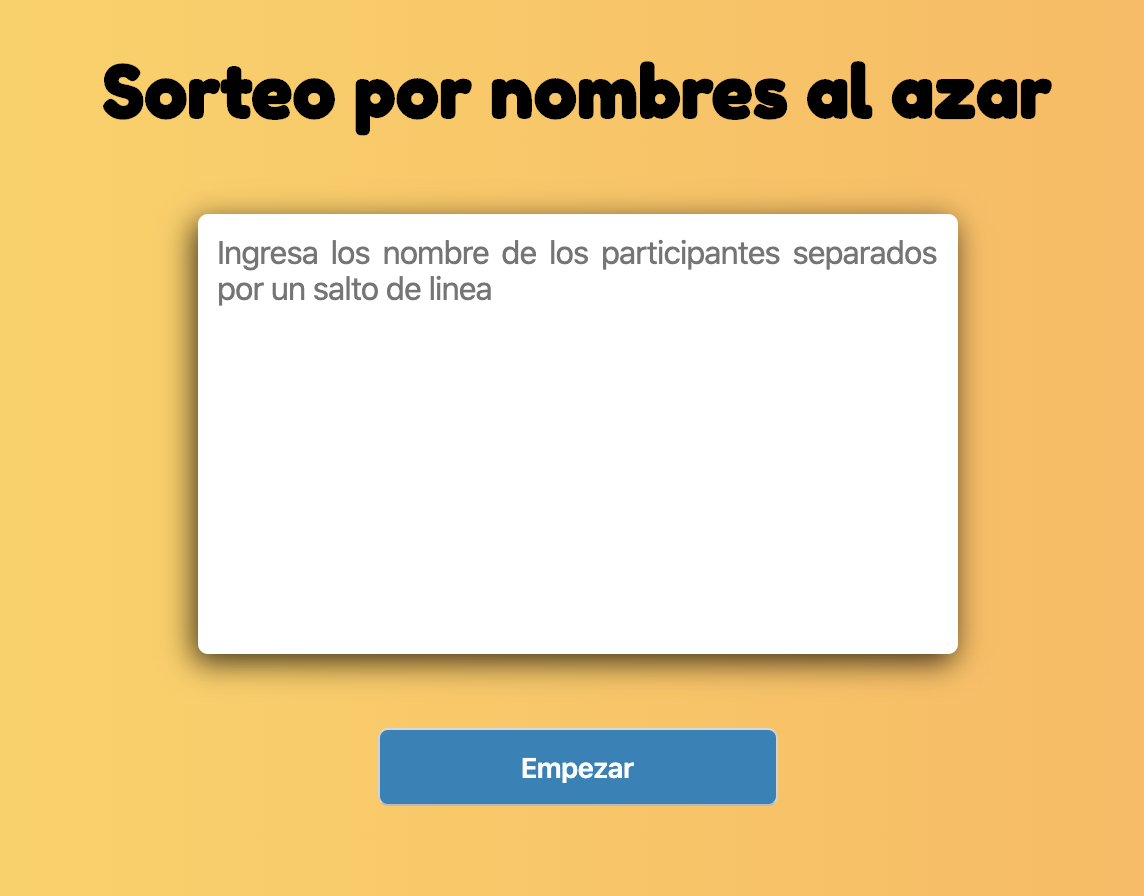 Sorteo por nombres al azar
Ingresa los nombre de los participantes separados
por un salto de linea
Empezar